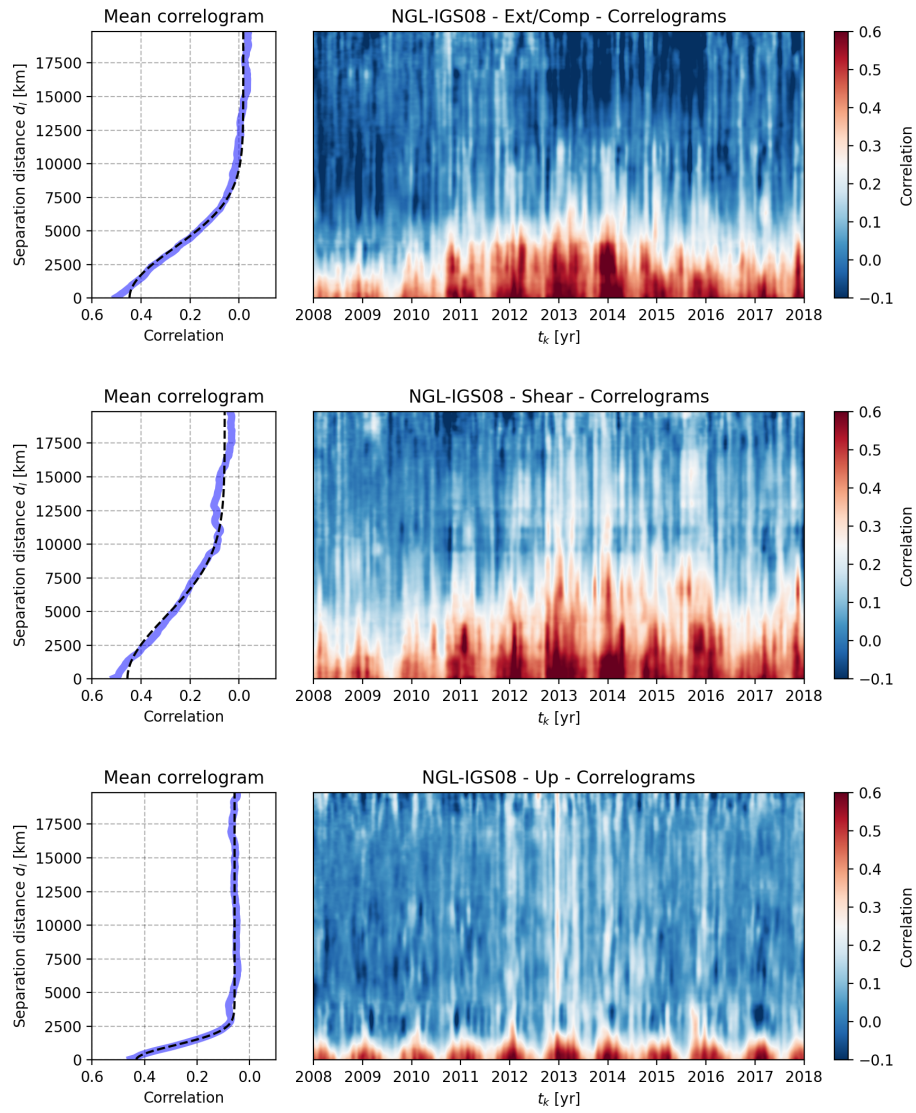 Mean correlogram
NGL-IGS08 - Ext/Comp - Correlograms
Separation distance d_l [km]
17500
15000
12500
10000
7500
5000
2500
0
0.6 0.4 0.2 0.0
Correlation
2008 2009 2010 2011 2012 2013 2014 2015 2016 2017 2018
t_k [yr]
0.6
0.5
0.4
0.3
0.2
0.1
0.0
−0.1
Correlation
Mean correlogram
NGL-IGS08 - Shear - Correlograms
Separation distance d_l [km]
17500
15000
12500
10000
7500
5000
2500
0
0.6 0.4 0.2 0.0
Correlation
2008 2009 2010 2011 2012 2013 2014 2015 2016 2017 2018
t_k [yr]
0.6
0.5
0.4
0.3
0.2
0.1
0.0
−0.1
Correlation
Mean correlogram
NGL-IGS08 - Up - Correlograms
Separation distance d_l [km]
17500
15000
12500
10000
7500
5000
2500
0
0.6 0.4 0.2 0.0
Correlation
2008 2009 2010 2011 2012 2013 2014 2015 2016 2017 2018
t_k [yr]
0.6
0.5
0.4
0.3
0.2
0.1
0.0
−0.1
Correlation